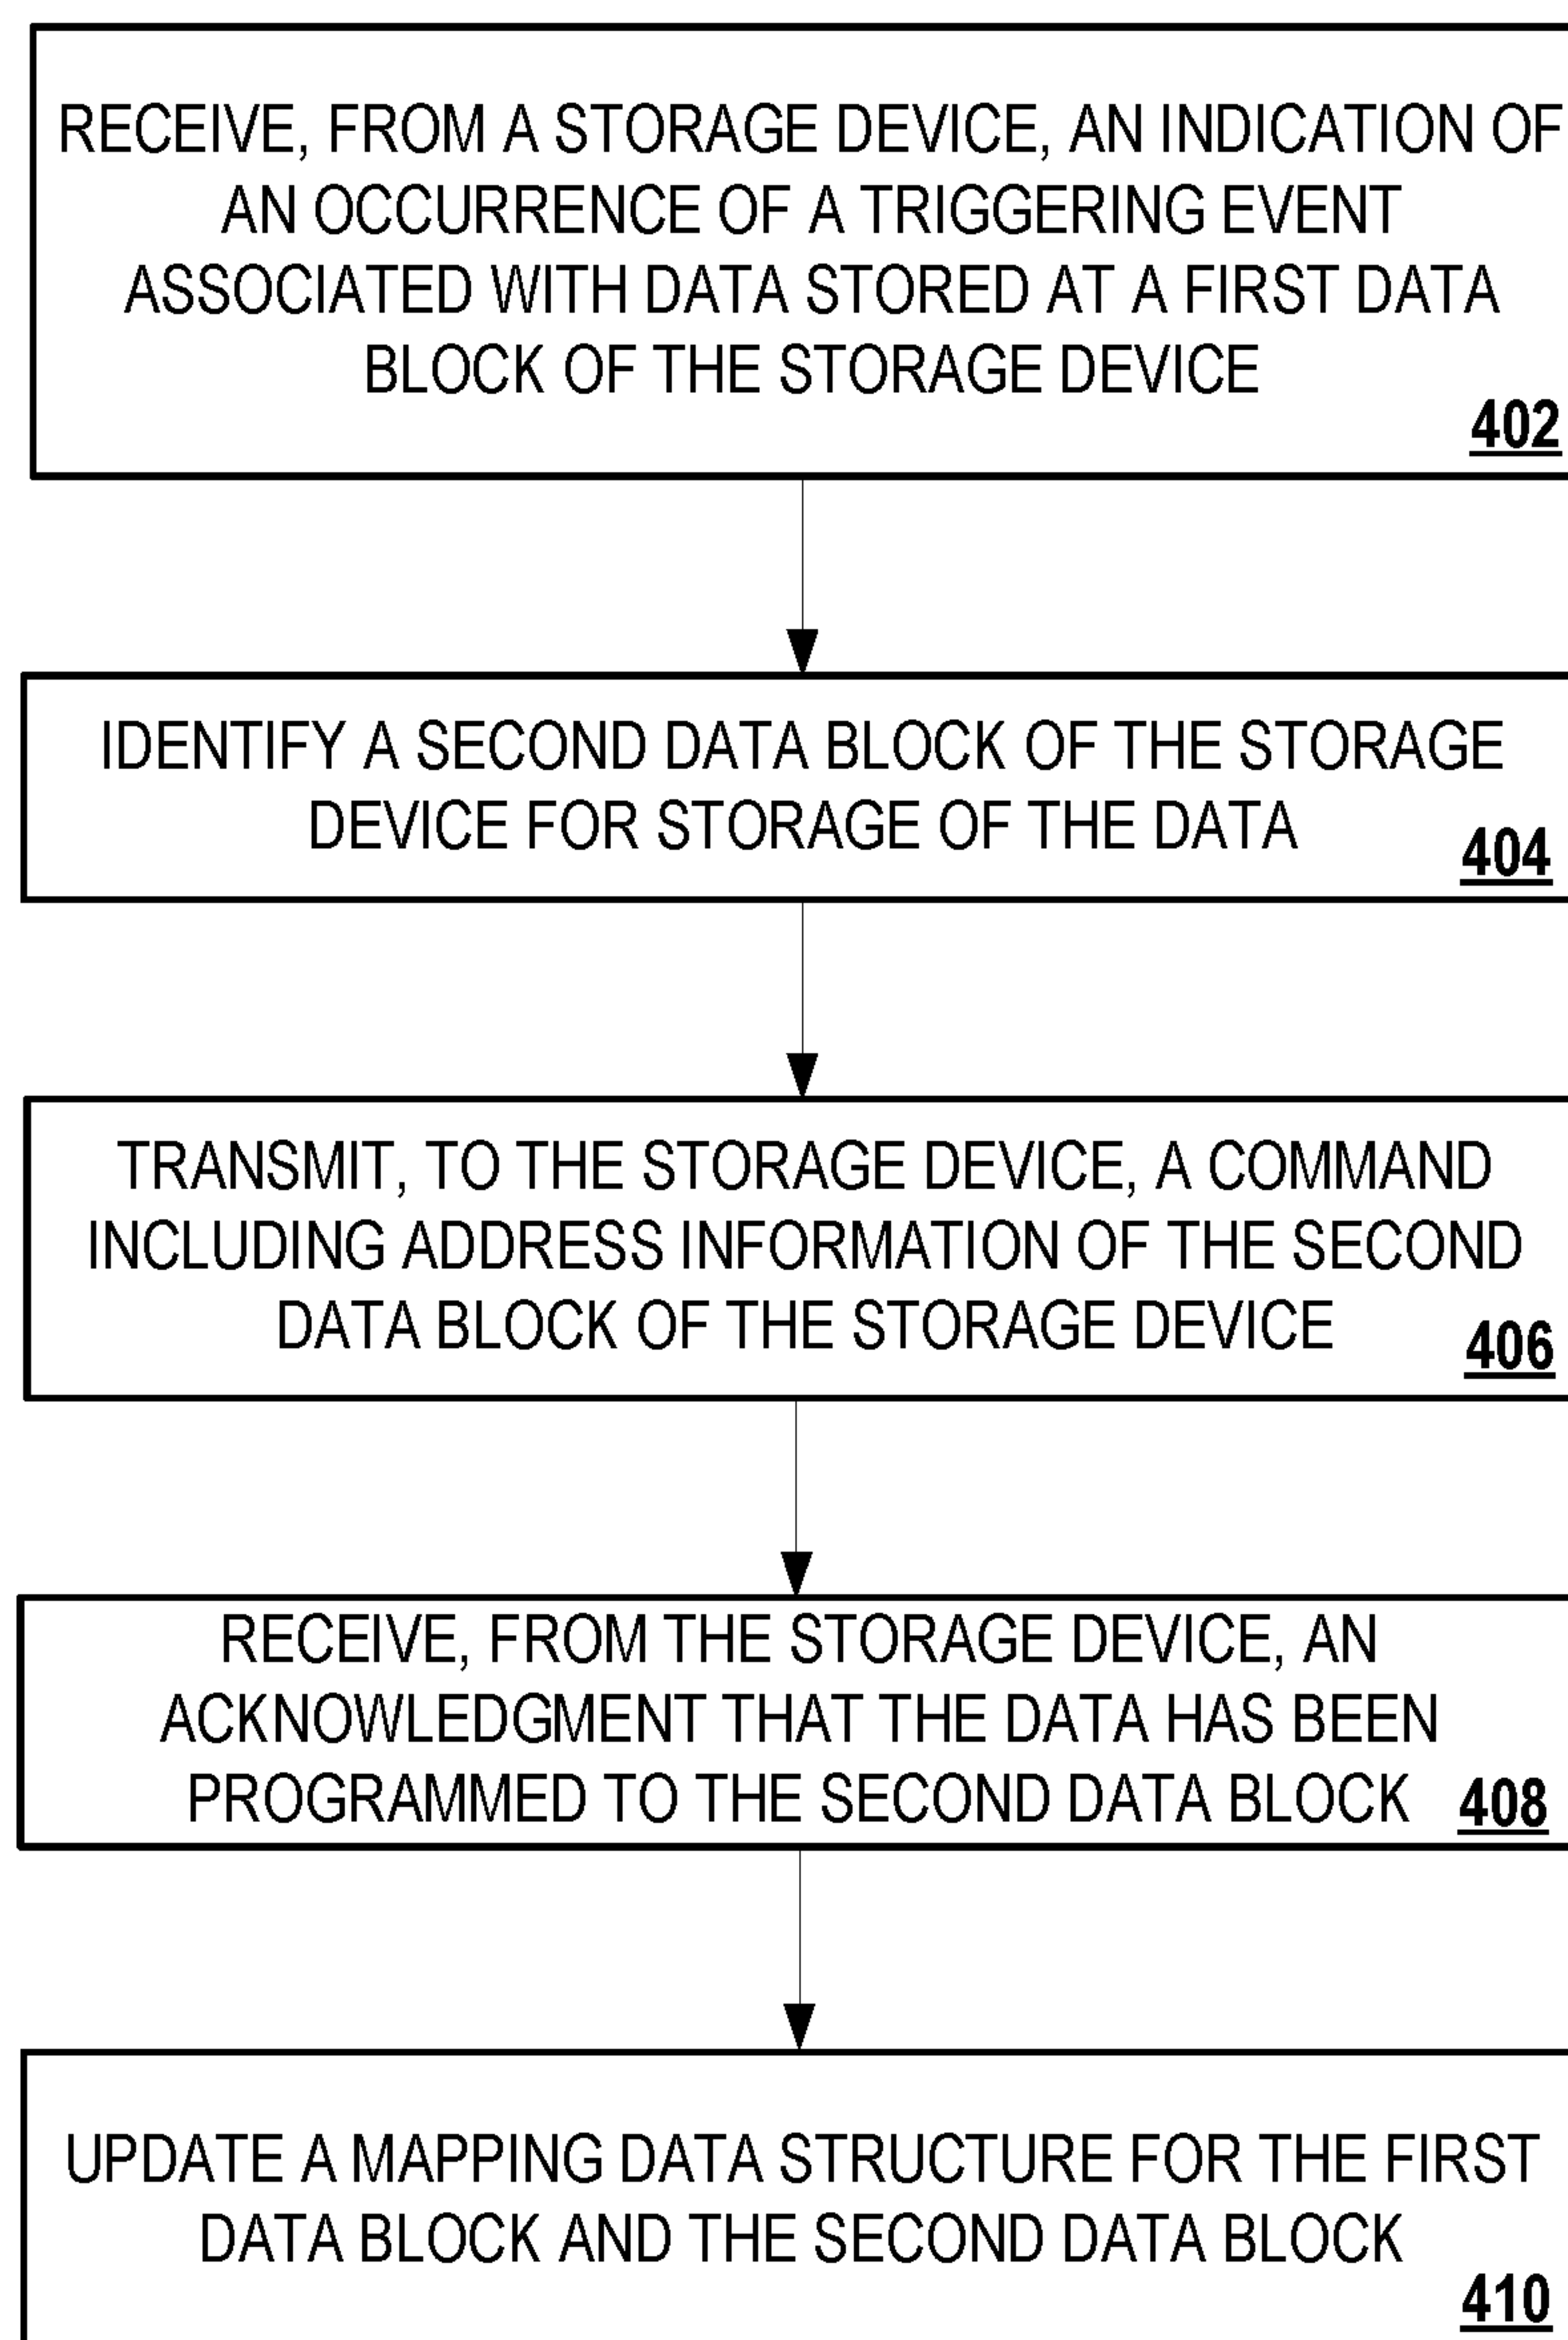 RECEIVE, FROM A STORAGE DEVICE, AN INDICATION OF
AN OCCURRENCE OF A TRIGGERING EVENT
ASSOCIATED WITH DATA STORED AT A FIRST DATA
BLOCK OF THE STORAGE DEVICE
402
IDENTIFY A SECOND DATA BLOCK OF THE STORAGE
DEVICE FOR STORAGE OF THE DATA
404
TRANSMIT, TO THE STORAGE DEVICE, A COMMAND
INCLUDING ADDRESS INFORMATION OF THE SECOND
DATA BLOCK OF THE STORAGE DEVICE
406
RECEIVE, FROM THE STORAGE DEVICE, AN
ACKNOWLEDGMENT THAT THE DATA HAS BEEN
PROGRAMMED TO THE SECOND DATA BLOCK
408
UPDATE A MAPPING DATA STRUCTURE FOR THE FIRST
DATA BLOCK AND THE SECOND DATA BLOCK
410